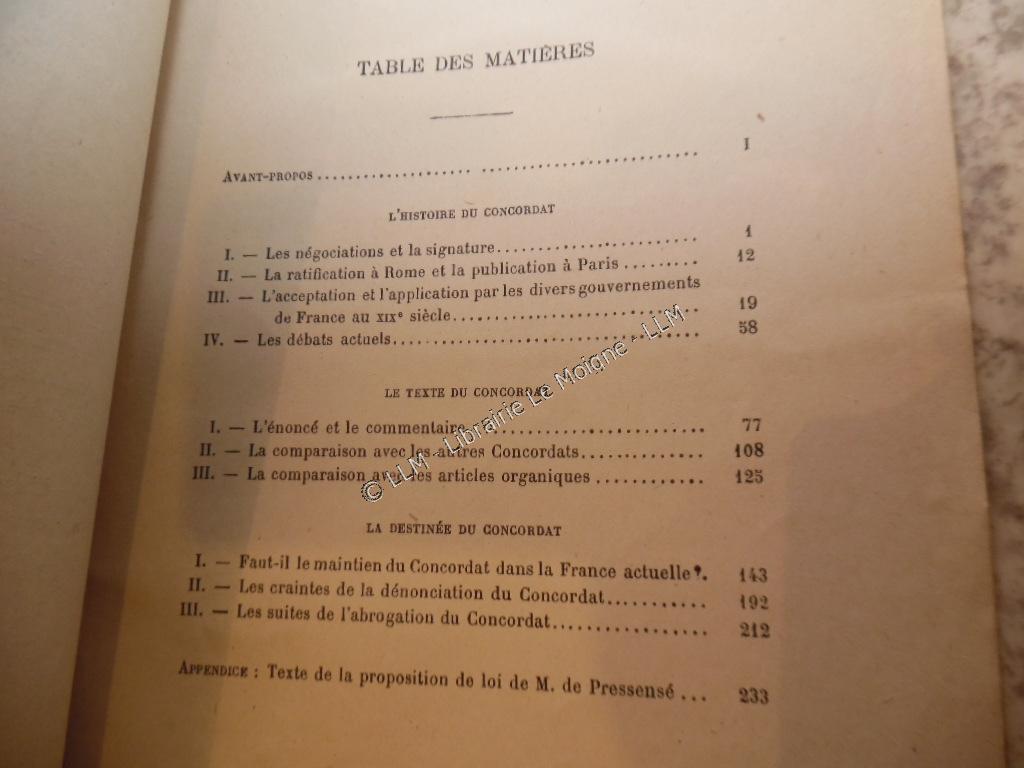 TABLE DES MATIÈRES
AVANT-PROPOS........................................ I
L'HISTOIRE DU CONCORDAT
I. — Les négociations et la signature.......................... 1
II. — La ratification à Rome et la publication à Paris......... 12
III. — L'acceptation et l'application par les divers gouvernements
de France au XIXe siècle.............................. 19
IV. — Les débats actuels.................................... 58
LE TEXTE DU CONCORDAT
I. — L'énoncé et le commentaire............................ 77
II. — La comparaison avec les autres Concordats.............. 108
III. — La comparaison avec les articles organiques............ 125
LA DESTINÉE DU CONCORDAT
I. — Faut-il le maintien du Concordat dans la France actuelle?. 143
II. — Les craintes de la dénonciation du Concordat........... 192
III. — Les suites de l'abrogation du Concordat................ 212
APPENDICE : Texte de la proposition de loi de M. de Pressensé... 233
© LLM - Librairie Le Moigne - LLM